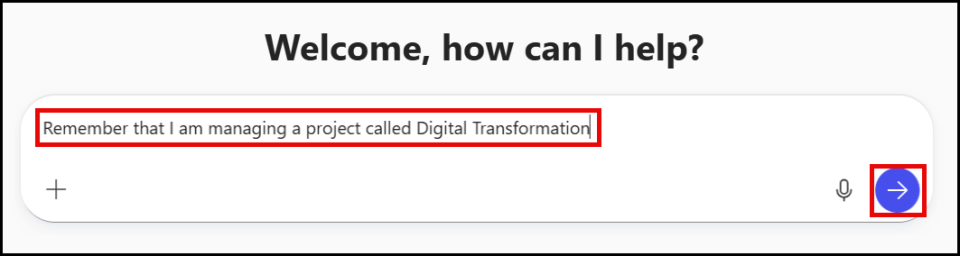 Welcome, how can I help?
Remember that I am managing a project called Digital Transformation